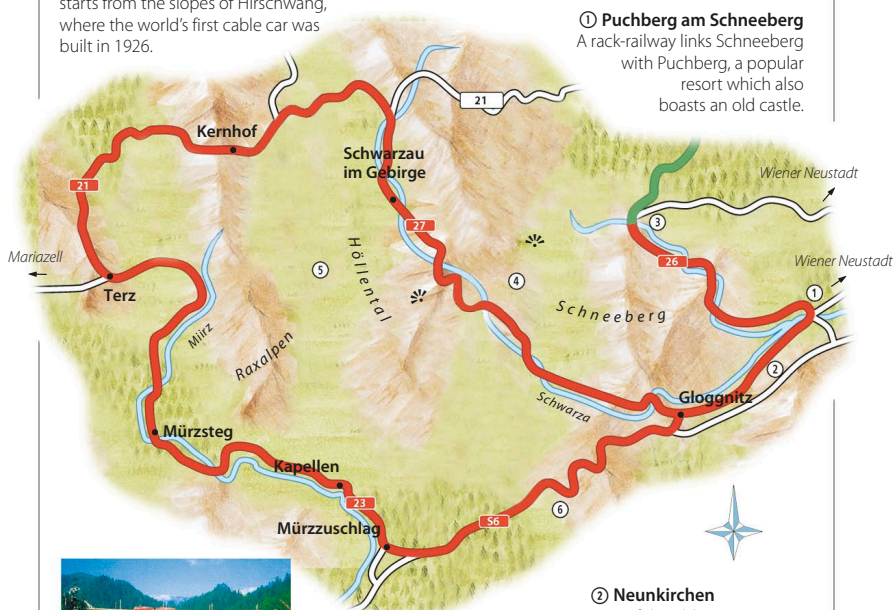 starts from the slopes of Hirschwang,
where the world's first cable car was
built in 1926.
① Puchberg am Schneeberg
A rack-railway links Schneeberg
with Puchberg, a popular
resort which also
boasts an old castle.
21
Kernhof
Schwarzau
im Gebirge
Wiener Neustadt
21
3
27
Mariazell
Höllental
26
Wiener Neustadt
5
4
Terz
1
Schneeberg
Mürz
Raxalpen
2
Schwarza
Gloggnitz
Mürzsteg
Kapellen
23
6
S6
Mürzzuschlag
② Neunkirchen